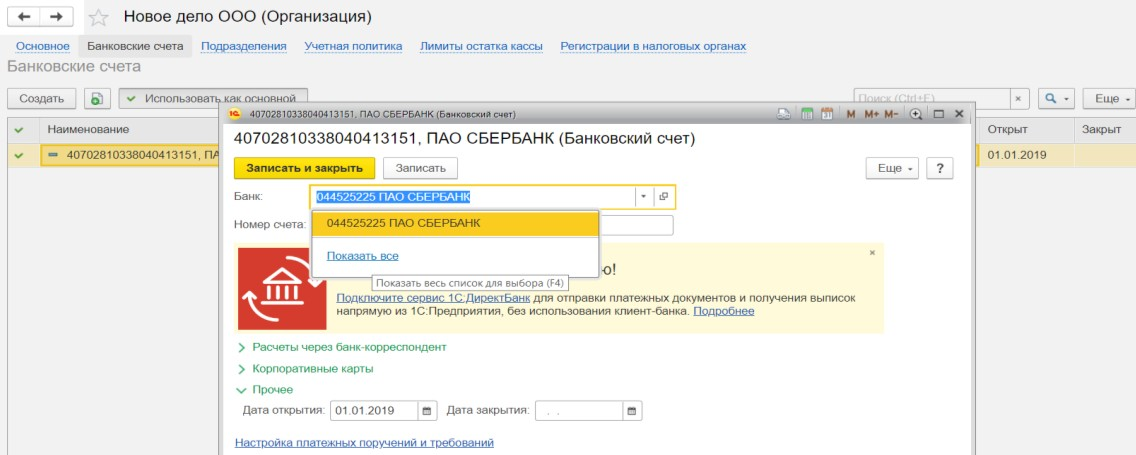 Новое дело ООО (Организация)
Основное Банковские счета Подразделения Учетная политика Лимиты остатка кассы Регистрации в налоговых органах
Банковские счета
Создать Использовать как основной Поиск (Ctrl+F) × Еще
Наименование Открыт Закрыт
40702810338040413151, ПА 01.01.2019
1С 40702810338040413151, ПАО СБЕРБАНК (Банковский счет) 31 M M+ M-
40702810338040413151, ПАО СБЕРБАНК (Банковский счет)
Записать и закрыть Записать Еще ?
Банк: 044525225 ПАО СБЕРБАНК
044525225 ПАО СБЕРБАНК
Номер счета:
Показать все
ю!
Показать весь список для выбора (F4)
Подключите сервис 1С:ДиректБанк для отправки платежных документов и получения выписок
напрямую из 1С:Предприятия, без использования клиент-банка. Подробнее
Расчеты через банк-корреспондент
Корпоративные карты
Прочее
Дата открытия: 01.01.2019 Дата закрытия: . .
Настройка платежных поручений и требований